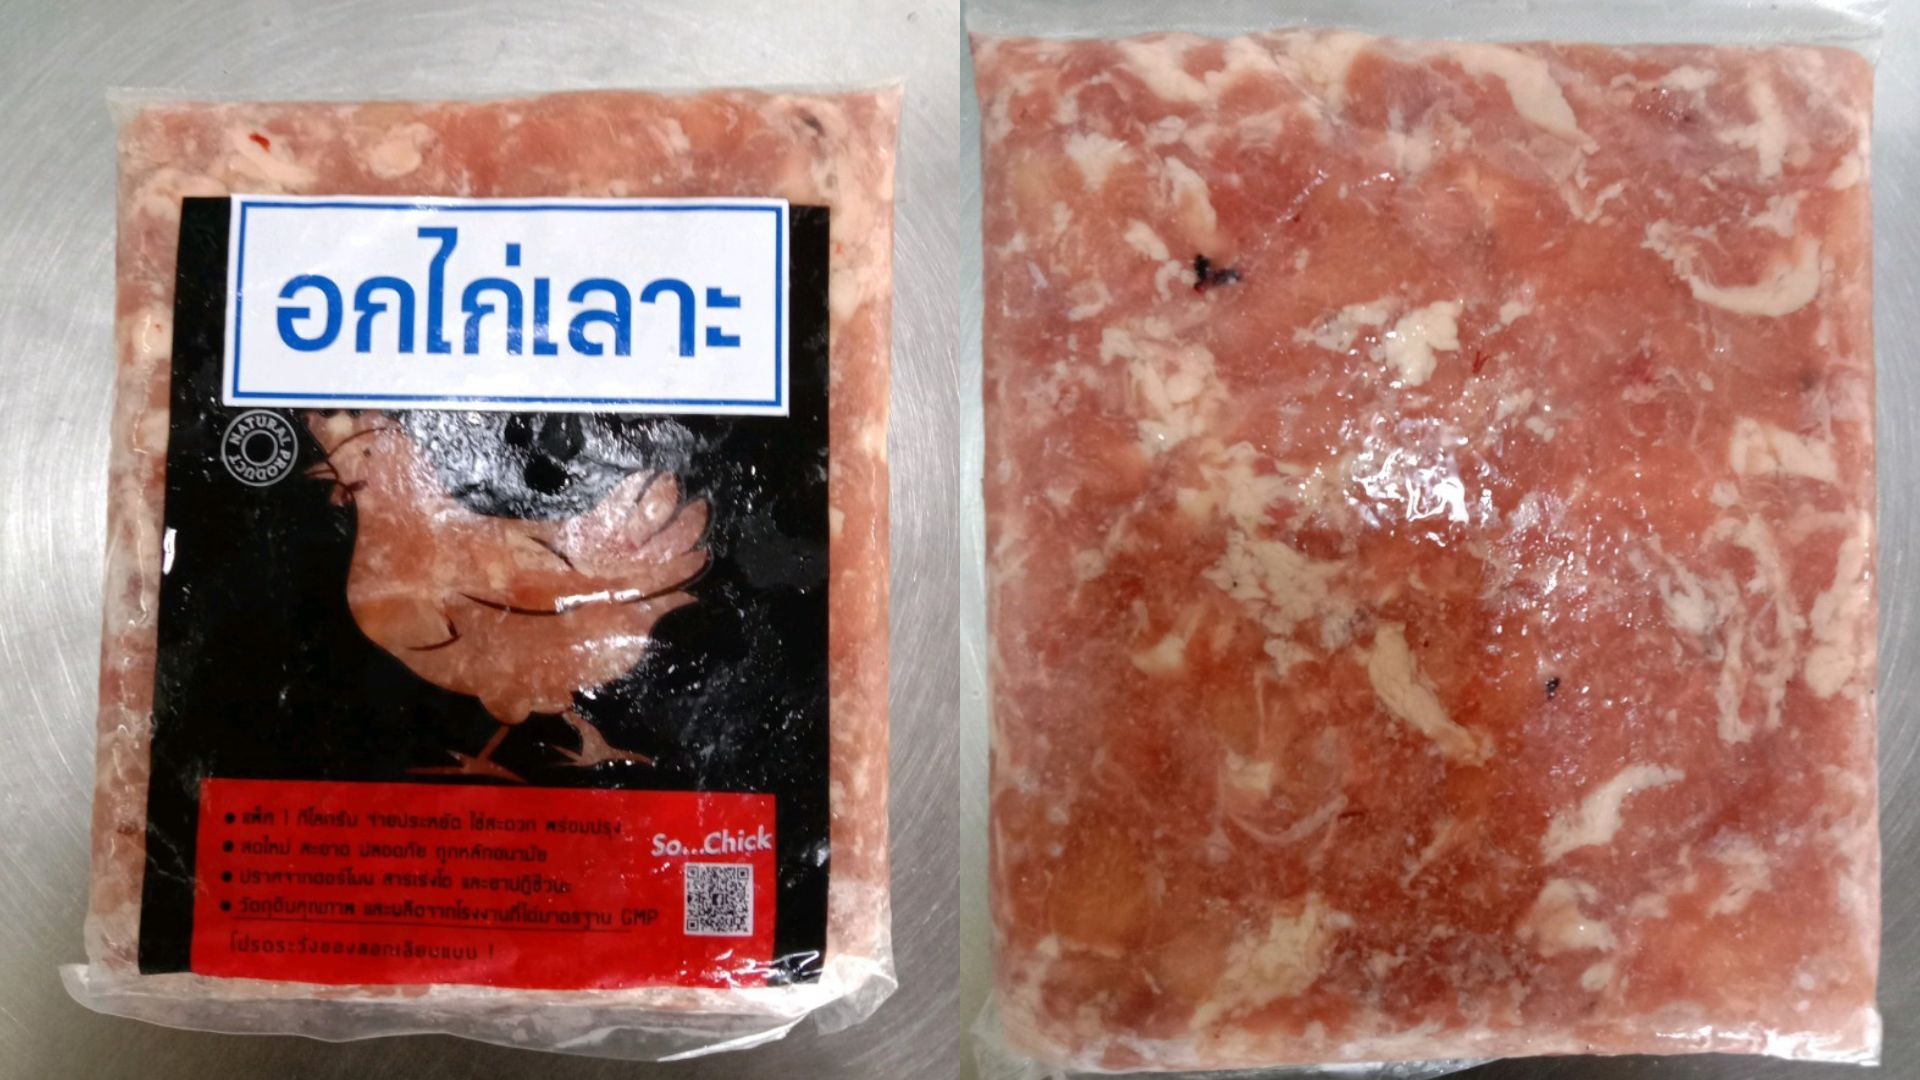 อกไก่เลาะ
NATURAL PRODUCT
● แพ็ค 1 กิโลกรัม จ่ายประหยัด ใช้สะดวก พร้อมปรุง
● สดใหม่ สะอาด ปลอดภัย ถูกหลักอนามัย
● ปราศจากฮอร์โมน สารเร่งโต และยาปฏิชีวนะ
● วัตถุดิบคุณภาพ และผลิตจากโรงงานที่ได้มาตรฐาน GMP
โปรดระวังของลอกเลียนแบบ !
So...Chick